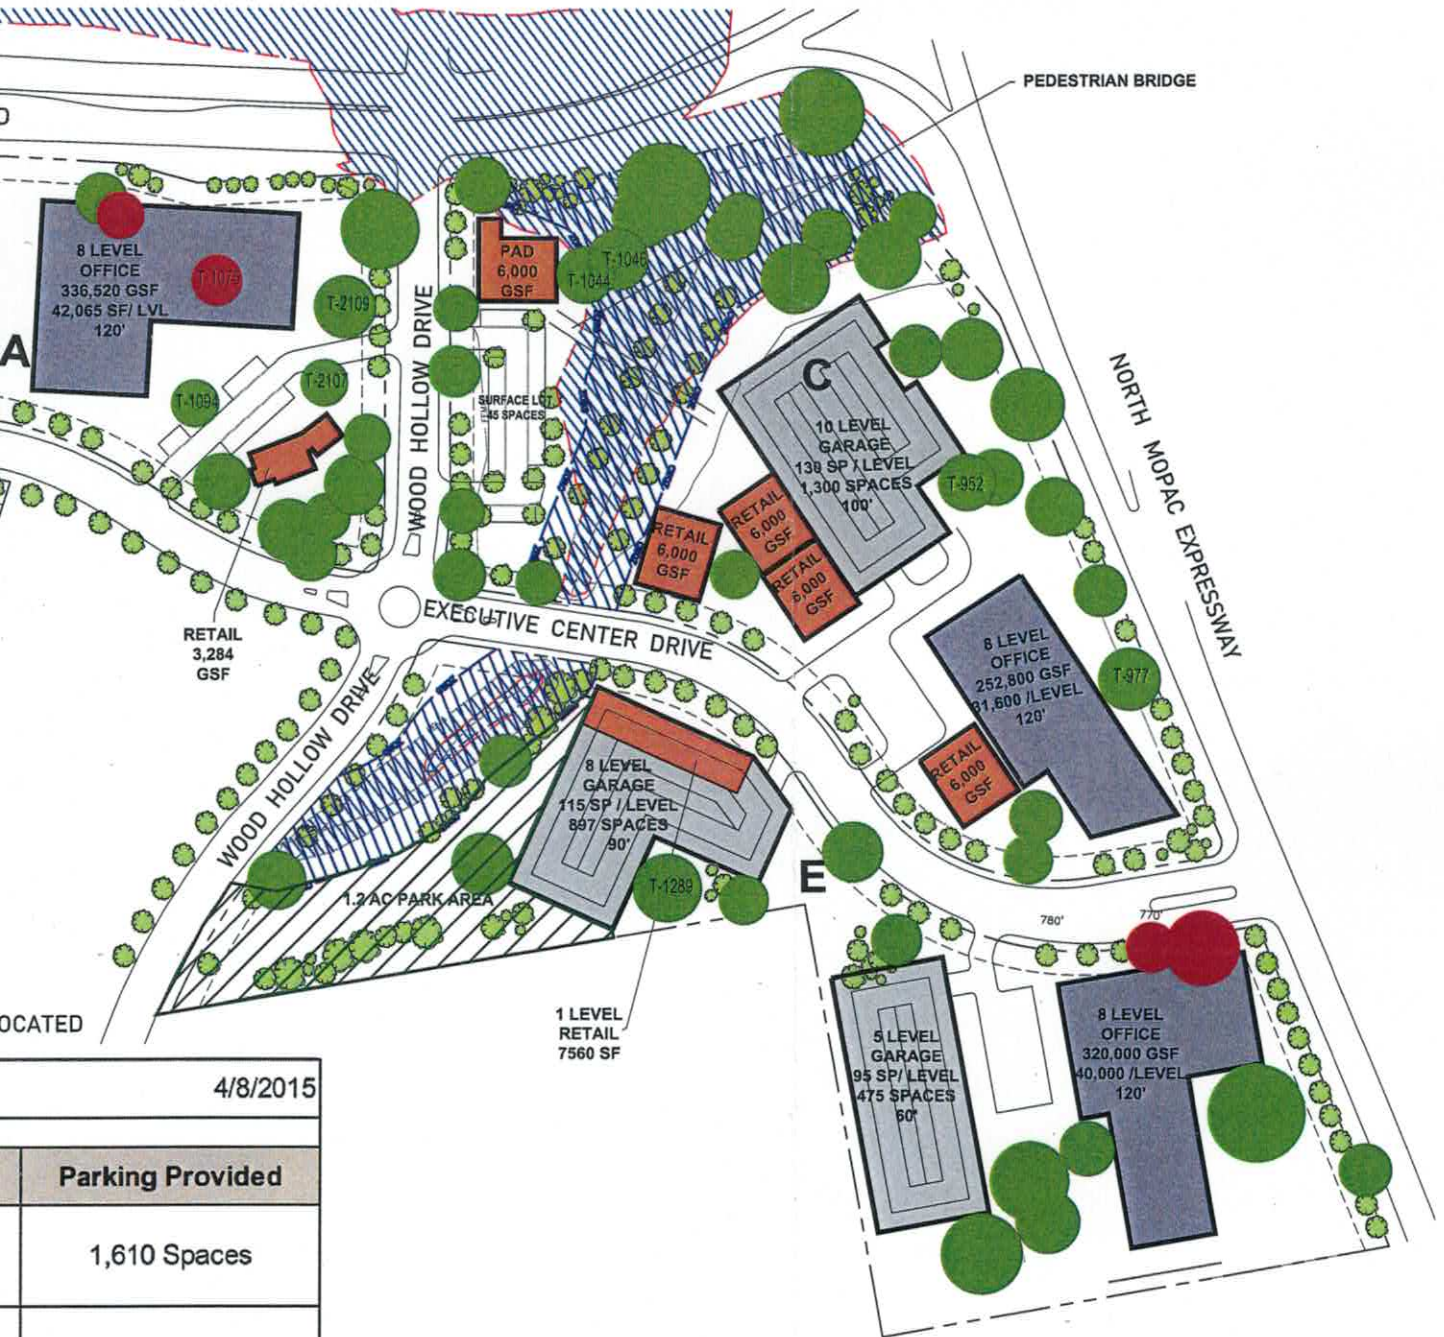 PEDESTRIAN BRIDGE
8 LEVEL
OFFICE
336,520 GSF
42,065 SF/ LVL
120'
T-2109
A
T-2107
T-1094
RETAIL
3,284
GSF
WOOD HOLLOW DRIVE
PAD
6,000
GSF
T-1044
T-1046
SURFACE LOT
45 SPACES
C
10 LEVEL
GARAGE
130 SP / LEVEL
1,300 SPACES
100'
T-952
RETAIL
6,000
GSF
RETAIL
6,000
GSF
RETAIL
6,000
GSF
NORTH MOPAC EXPRESSWAY
EXECUTIVE CENTER DRIVE
WOOD HOLLOW DRIVE
8 LEVEL
OFFICE
252,800 GSF
31,600 /LEVEL
120'
T-977
RETAIL
6,000
GSF
8 LEVEL
GARAGE
115 SP / LEVEL
897 SPACES
90'
T-1289
E
1.2 AC PARK AREA
1 LEVEL
RETAIL
7560 SF
780'
770'
5 LEVEL
GARAGE
95 SP/ LEVEL
475 SPACES
60'
8 LEVEL
OFFICE
320,000 GSF
40,000 /LEVEL
120'
OCATED
4/8/2015
Parking Provided
1,610 Spaces